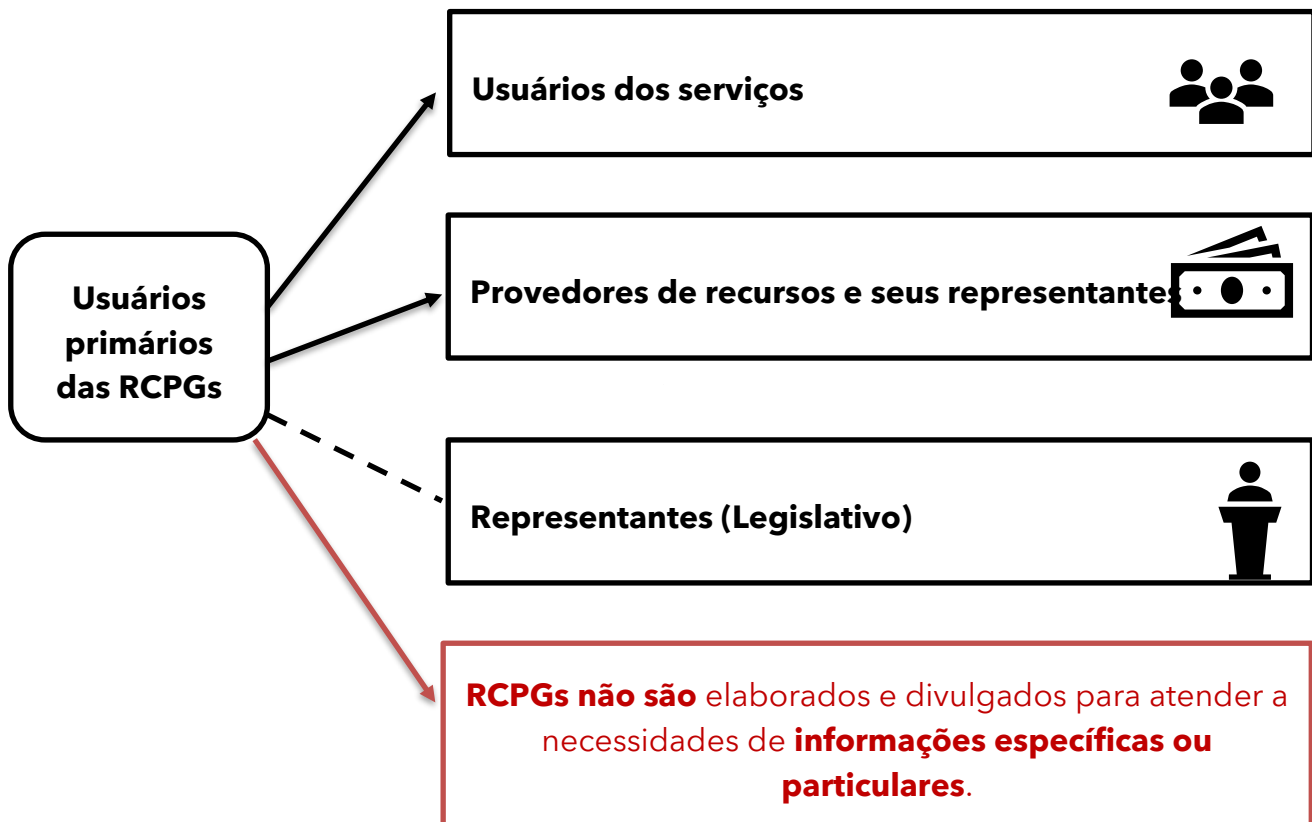 Usuários dos serviços
Provedores de recursos e seus representantes
Usuários
primários
das RCPGs
Representantes (Legislativo)
RCPGs não são elaborados e divulgados para atender a
necessidades de informações específicas ou
particulares.